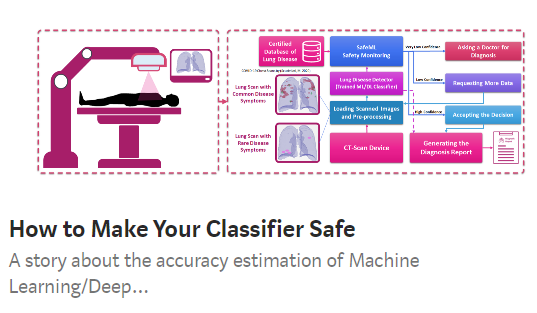 Certified
Database of
Lung Disease
SafeML
Safety Monitoring
Very Low Confidence
Asking a Doctor for
Diagnosis
Lung Scan with
Common Disease
Symptoms
Lung Disease Detector
(Trained ML/DL Classifier)
Low Confidence
Requesting More Data
Loading Scanned Images
and Pre-processing
High Confidence
Accepting the Decision
Lung Scan with
Rare Disease
Symptoms
CT-Scan Device
Generating the
Diagnosis Report
How to Make Your Classifier Safe
A story about the accuracy estimation of Machine
Learning/Deep...